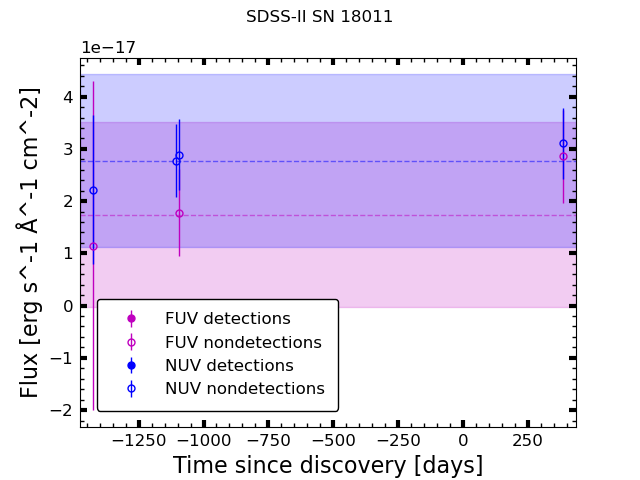 SDSS-II SN 18011
1e−17
4
3
2
1
0
−1
−2
Flux [erg s^-1 Å^-1 cm^-2]
FUV detections
FUV nondetections
NUV detections
NUV nondetections
−1250 −1000 −750 −500 −250 0 250
Time since discovery [days]